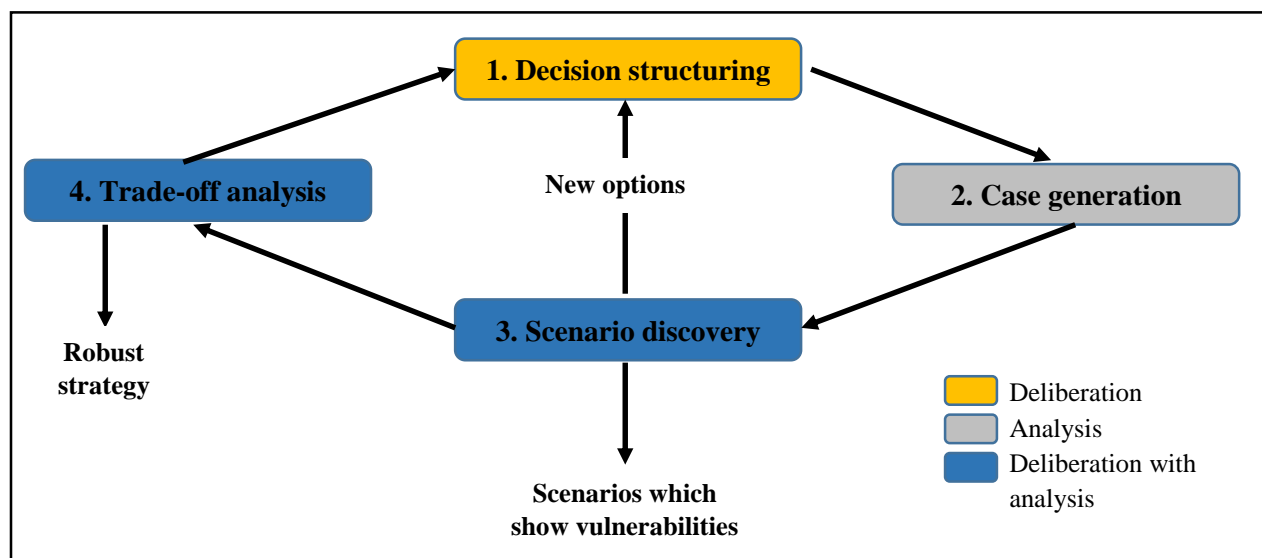 1. Decision structuring
4. Trade-off analysis
New options
2. Case generation
3. Scenario discovery
Robust
strategy
Scenarios which
show vulnerabilities
Deliberation
Analysis
Deliberation with
analysis